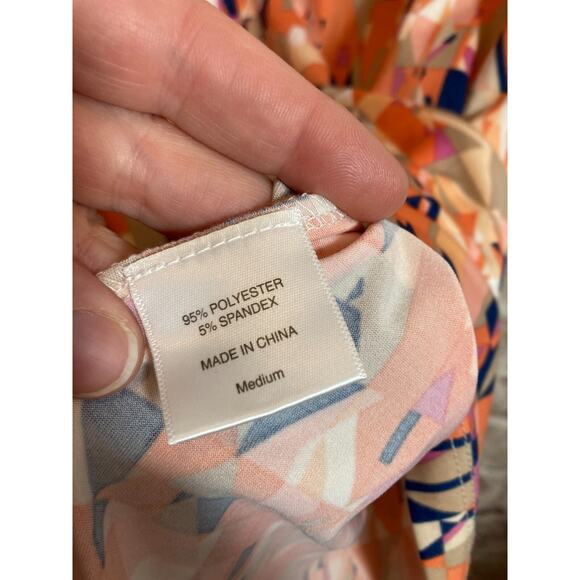 95% POLYESTER
5% SPANDEX
MADE IN CHINA
Medium